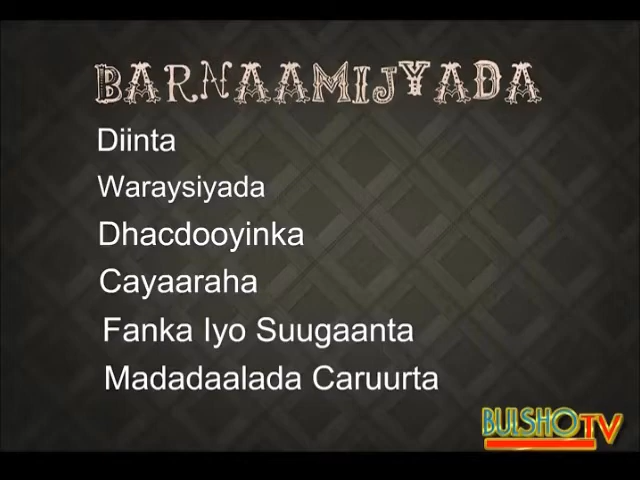 BARNAAMIJYADA
Diinta
Waraysiyada
Dhacdooyinka
Cayaaraha
Fanka Iyo Suugaanta
Madadaalada Caruurta
BULSHO TV